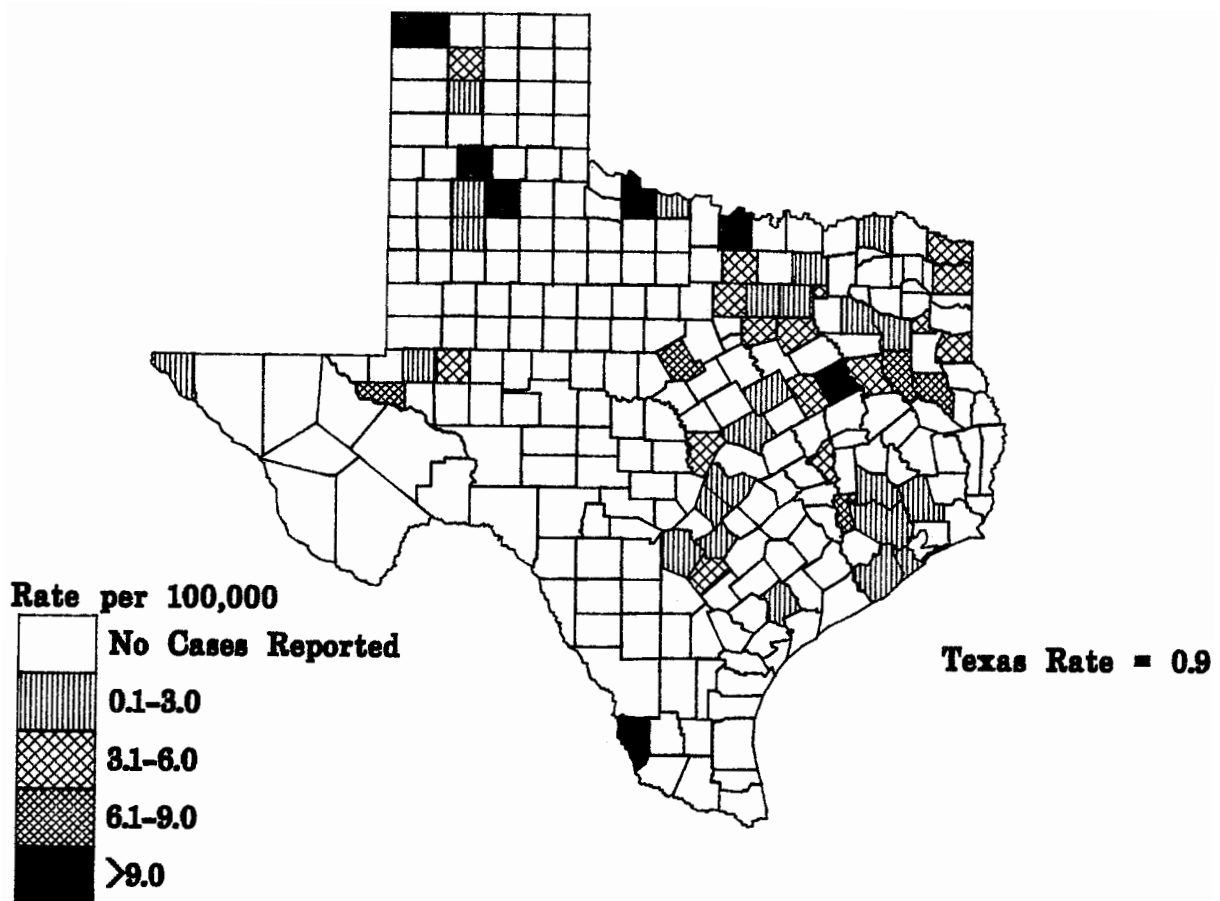 Rate per 100,000
No Cases Reported
0.1-3.0
3.1-6.0
6.1-9.0
>9.0
Texas Rate = 0.9